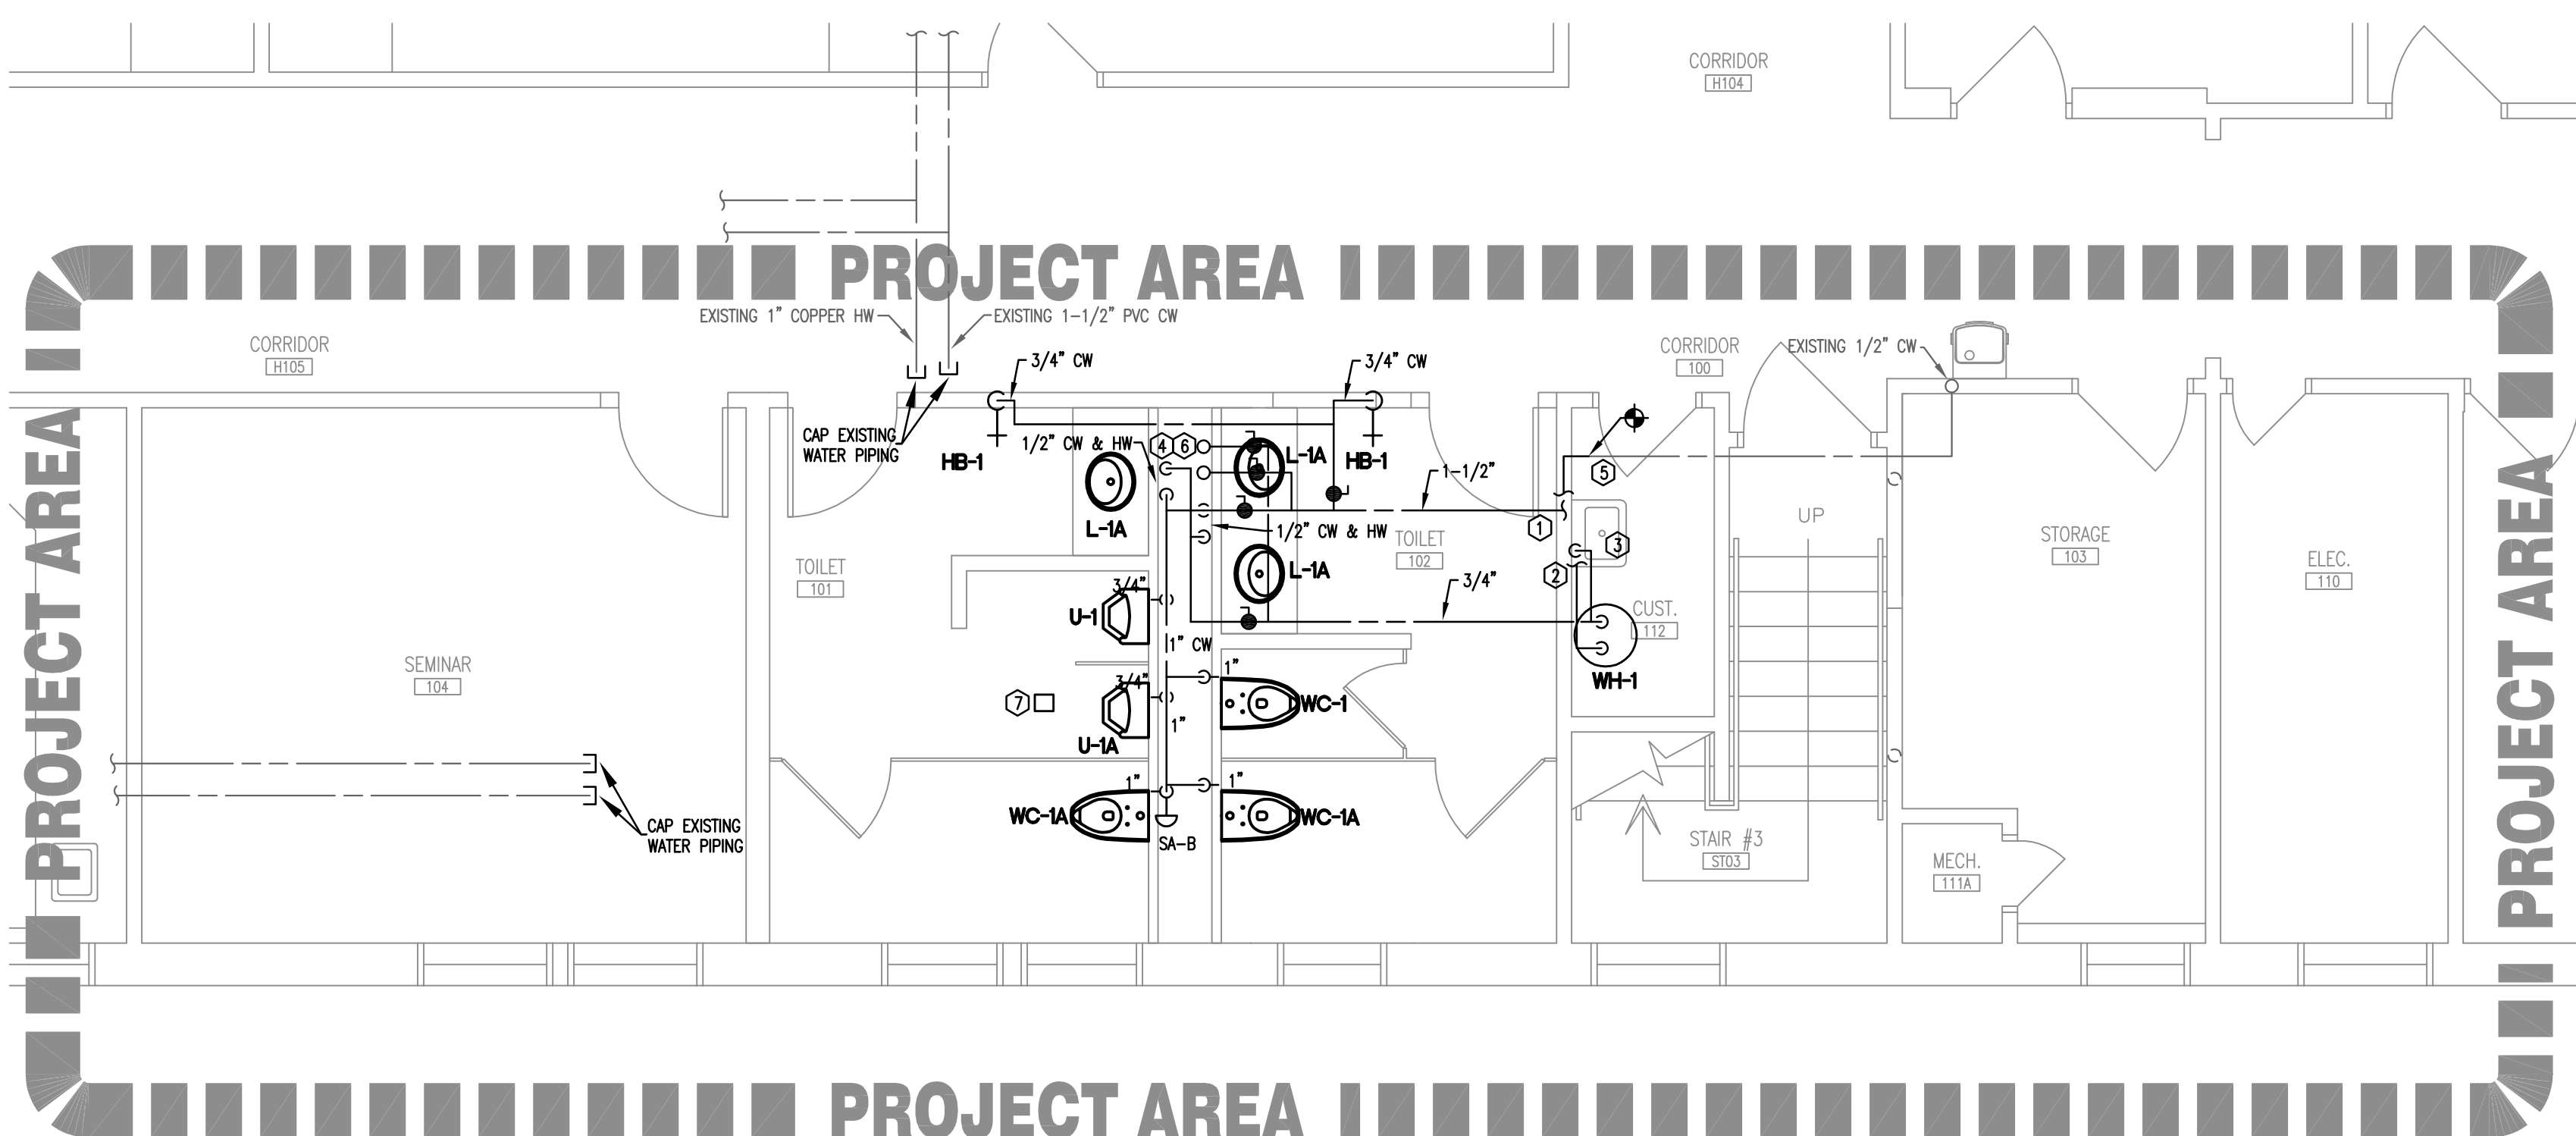 CORRIDOR
H104
PROJECT AREA
EXISTING 1" COPPER HW
EXISTING 1-1/2" PVC CW
CORRIDOR
H105
3/4" CW
3/4" CW
CORRIDOR
100
EXISTING 1/2" CW
CAP EXISTING
WATER PIPING
1/2" CW & HW
4
6
HB-1
L-1A
HB-1
1-1/2"
5
L-1A
1/2" CW & HW
1
TOILET
102
3
UP
STORAGE
103
ELEC.
110
TOILET
101
L-1A
2
3/4"
3/4"
U-1
CUST.
112
1" CW
SEMINAR
104
1"
WH-1
3/4"
7
WC-1
1"
U-1A
1"
1"
WC-1A
WC-1A
SA-B
CAP EXISTING
WATER PIPING
STAIR #3
ST03
MECH.
111A
PROJECT AREA
PROJECT AREA
PROJECT AREA